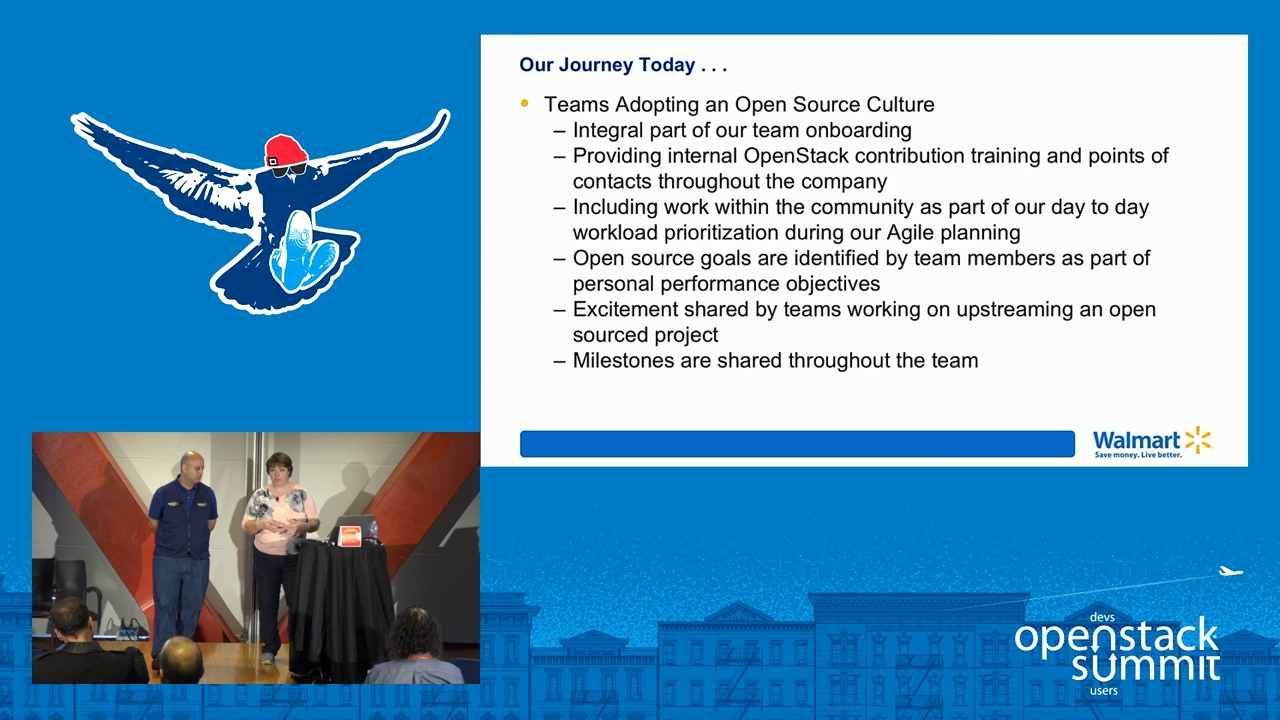 Our Journey Today . . .
• Teams Adopting an Open Source Culture
– Integral part of our team onboarding
– Providing internal OpenStack contribution training and points of
contacts throughout the company
– Including work within the community as part of our day to day
workload prioritization during our Agile planning
– Open source goals are identified by team members as part of
personal performance objectives
– Excitement shared by teams working on upstreaming an open
sourced project
– Milestones are shared throughout the team
Walmart
Save money. Live better.
devs
openstack
summit
users